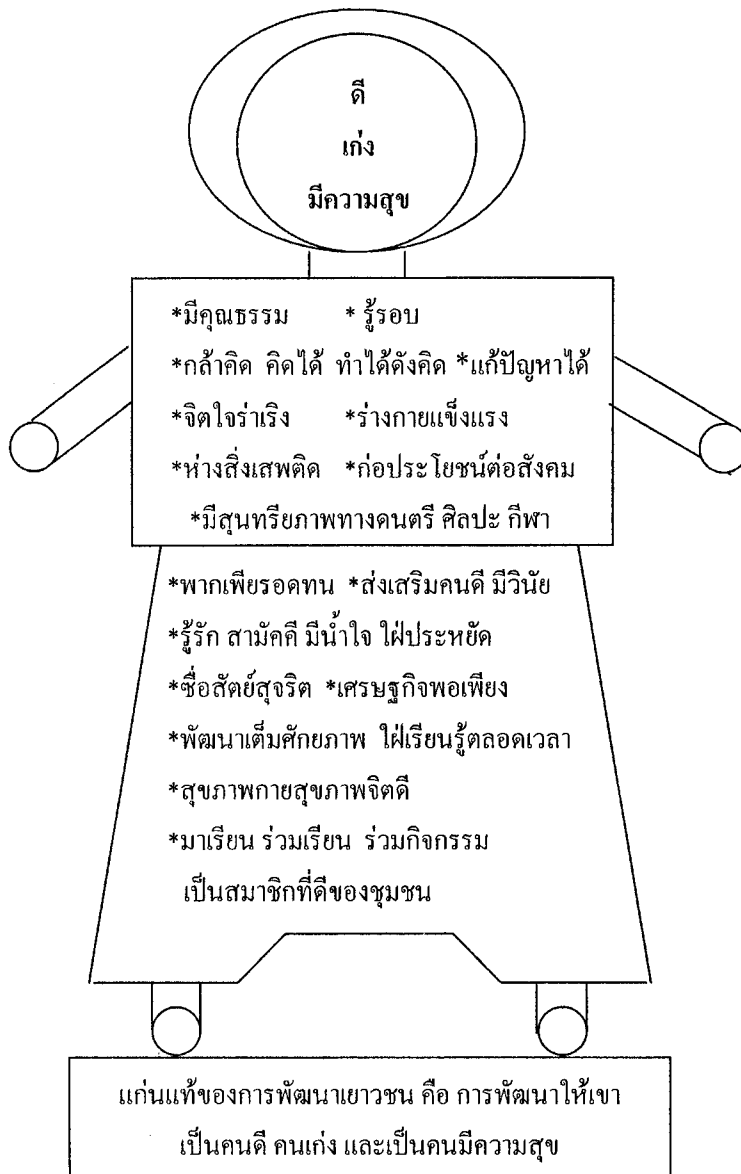 ดี
เก่ง
มีความสุข
*มีคุณธรรม * รู้รอบ
*กล้าคิด คิดได้ ทำได้ดังคิด *แก้ปัญหาได้
*จิตใจร่าเริง *ร่างกายแข็งแรง
*ห่างสิ่งเสพติด *ก่อประโยชน์ต่อสังคม
*มีสุนทรียภาพทางดนตรี ศิลปะ กีฬา
*พากเพียรอดทน *ส่งเสริมคนดี มีวินัย
*รู้รัก สามัคคี มีน้ำใจ ใฝ่ประหยัด
*ซื่อสัตย์สุจริต *เศรษฐกิจพอเพียง
*พัฒนาเต็มศักยภาพ ใฝ่เรียนรู้ตลอดเวลา
*สุขภาพกายสุขภาพจิตดี
*มาเรียน ร่วมเรียน ร่วมกิจกรรม
เป็นสมาชิกที่ดีของชุมชน
แก่นแท้ของการพัฒนาเยาวชน คือ การพัฒนาให้เขา
เป็นคนดี คนเก่ง และเป็นคนมีความสุข